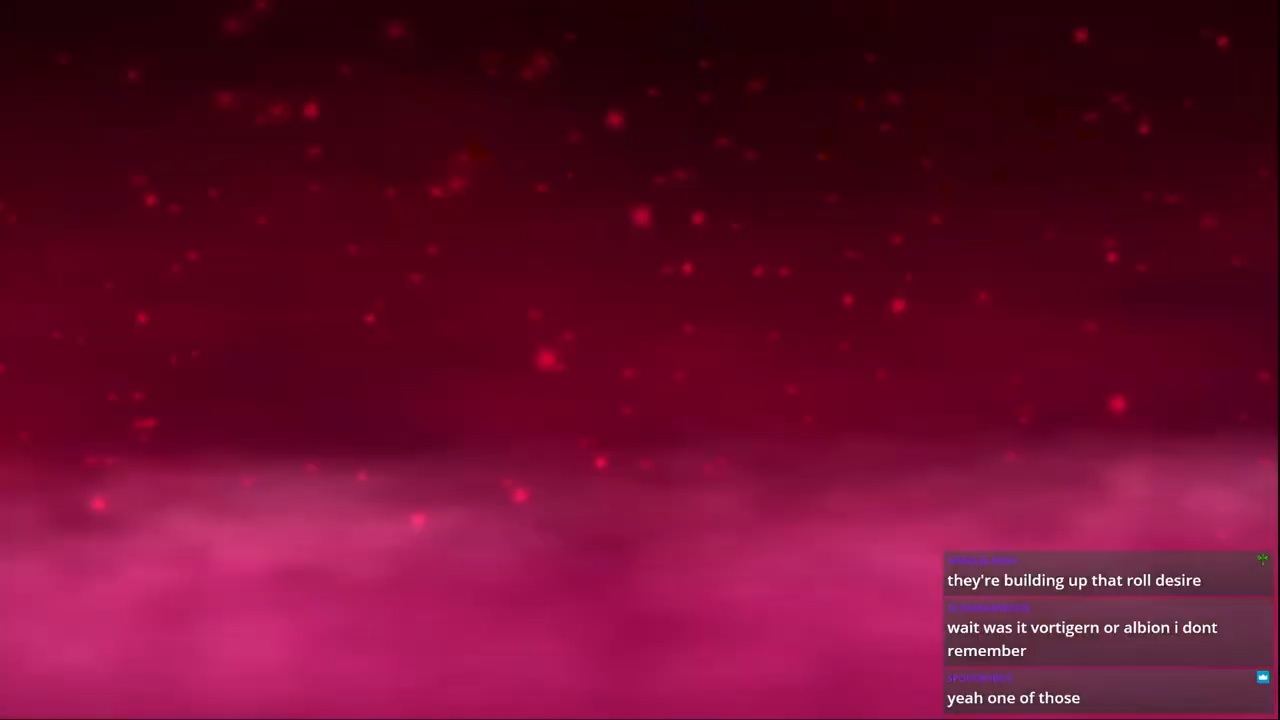 they're building up that roll desire
wait was it vortigern or albion i dont
remember
yeah one of those